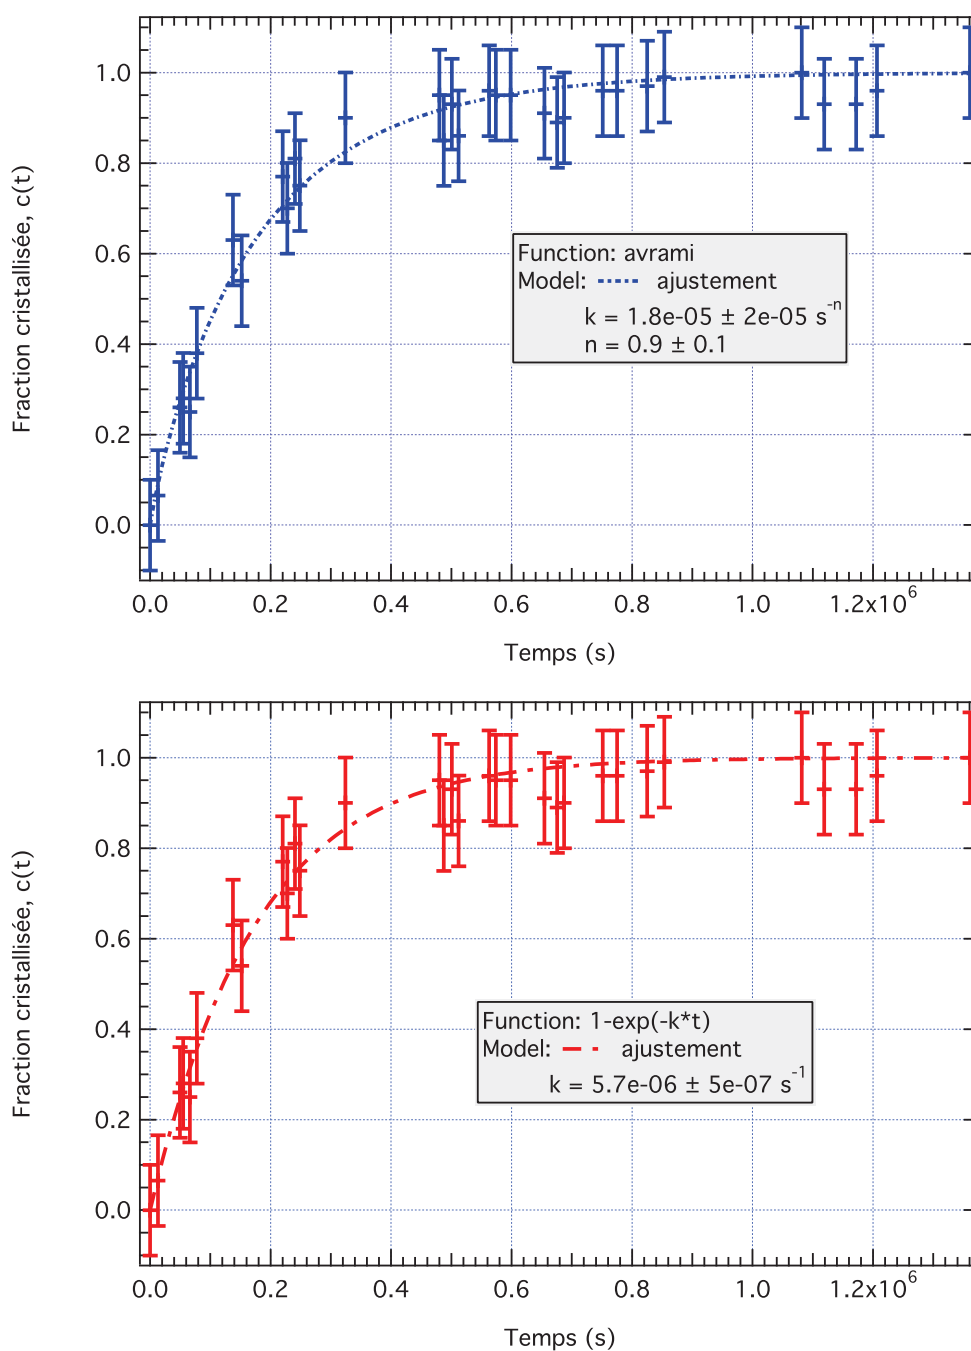 1.0
0.8
0.6
0.4
0.2
0.0
Fraction cristallisée, c(t)
Function: avrami
Model: ajustement
k = 1.8e-05 ± 2e-05 s-n
n = 0.9 ± 0.1
0.0 0.2 0.4 0.6 0.8 1.0 1.2x10^6
Temps (s)
1.0
0.8
0.6
0.4
0.2
0.0
Fraction cristallisée, c(t)
Function: 1-exp(-k*t)
Model: ajustement
k = 5.7e-06 ± 5e-07 s-1
0.0 0.2 0.4 0.6 0.8 1.0 1.2x10^6
Temps (s)